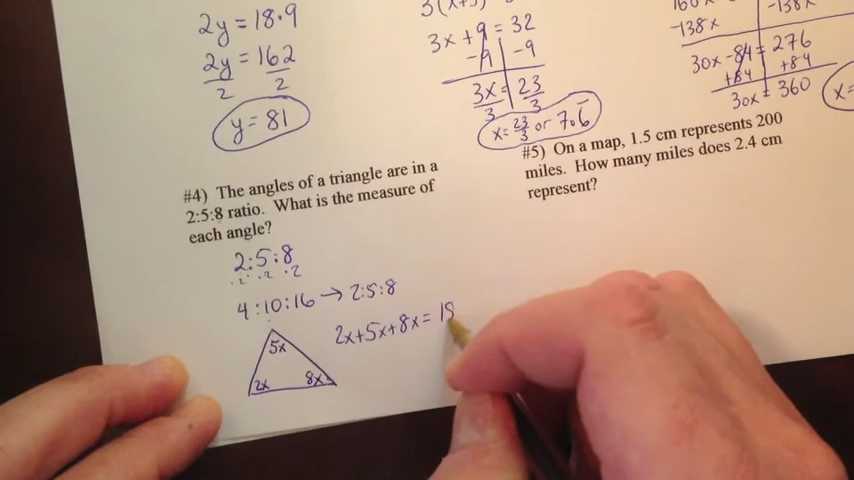 2y = 18·9
2y = 162
2 2
y = 81
3x + 9 = 32
-9 -9
3x = 23
3 3
x = 23/3 or 7.6̅
-138x
-138x
30x - 84 = 276
+84 +84
30x = 360
x=
#4) The angles of a triangle are in a
2:5:8 ratio. What is the measure of
each angle?
2:5:8
·2 ·2 ·2
4:10:16 → 2:5:8
5x
2x 8x
2x+5x+8x= 18
#5) On a map, 1.5 cm represents 200
miles. How many miles does 2.4 cm
represent?